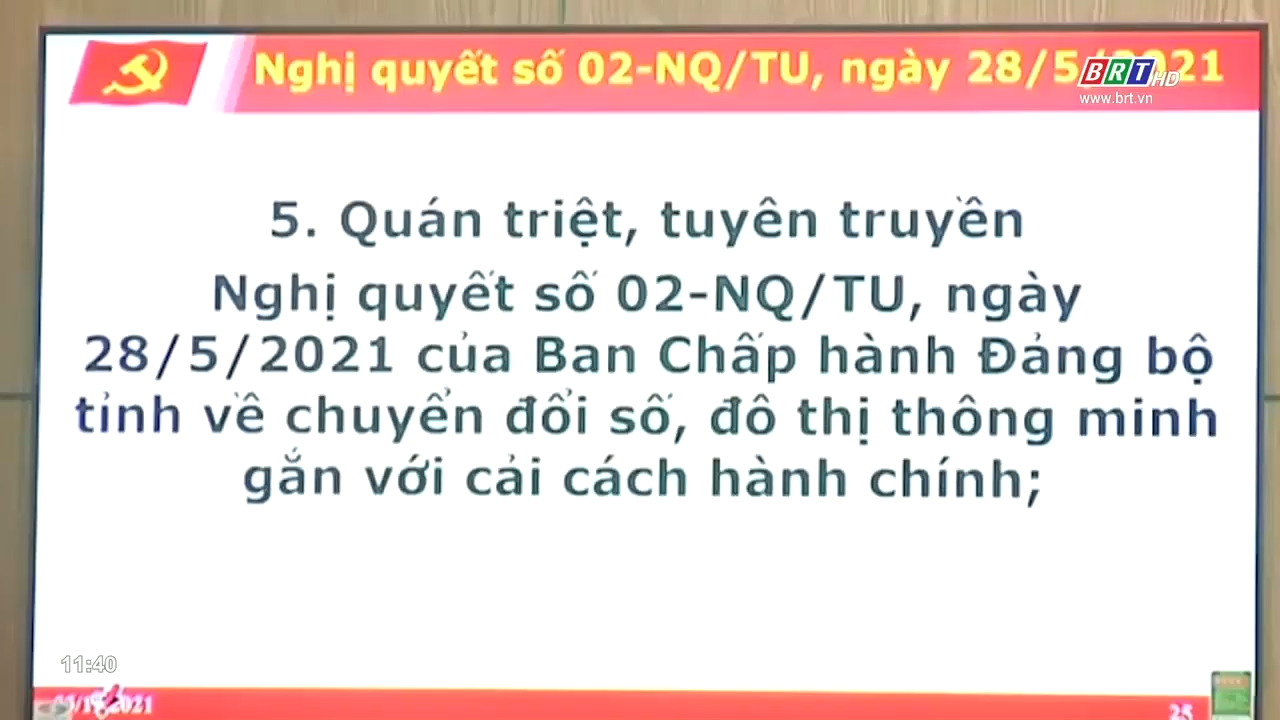 Nghị quyết số 02-NQ/TU, ngày 28/5/2021
BRT HD
www.brt.vn
5. Quán triệt, tuyên truyền
Nghị quyết số 02-NQ/TU, ngày
28/5/2021 của Ban Chấp hành Đảng bộ
tỉnh về chuyển đổi số, đô thị thông minh
gắn với cải cách hành chính;
11:40
25